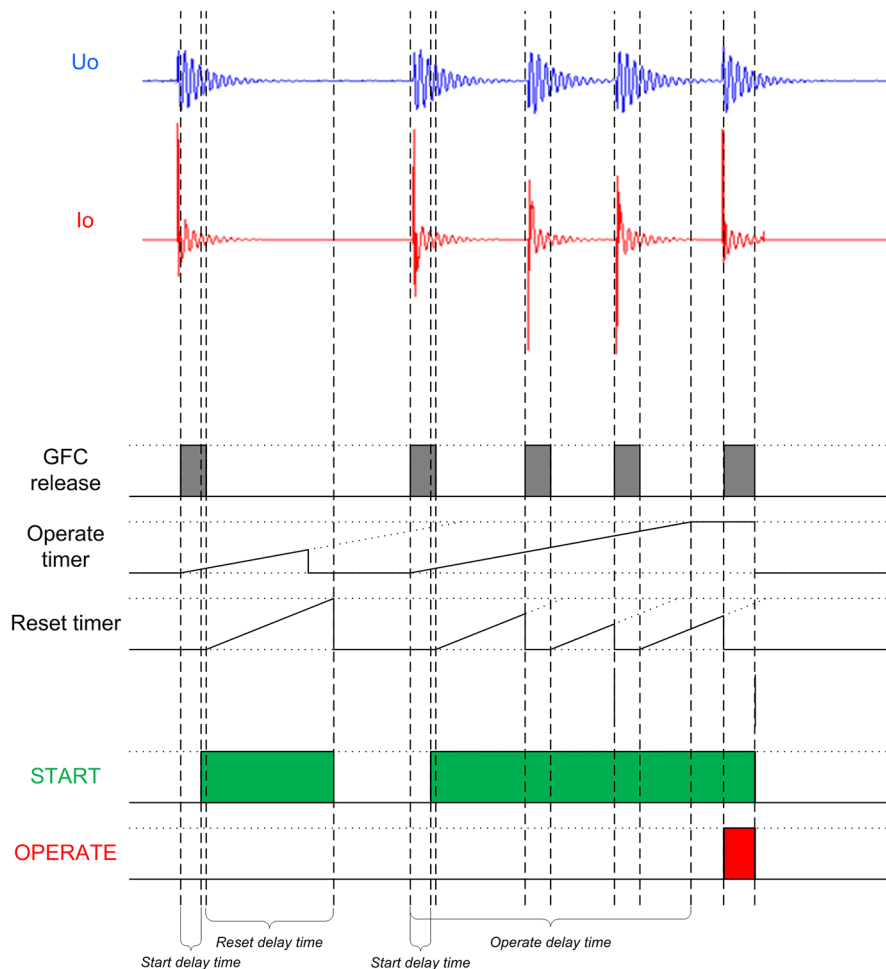 Uo
Io
GFC
release
Operate
timer
Reset timer
START
OPERATE
Reset delay time
Operate delay time
Start delay time
Start delay time